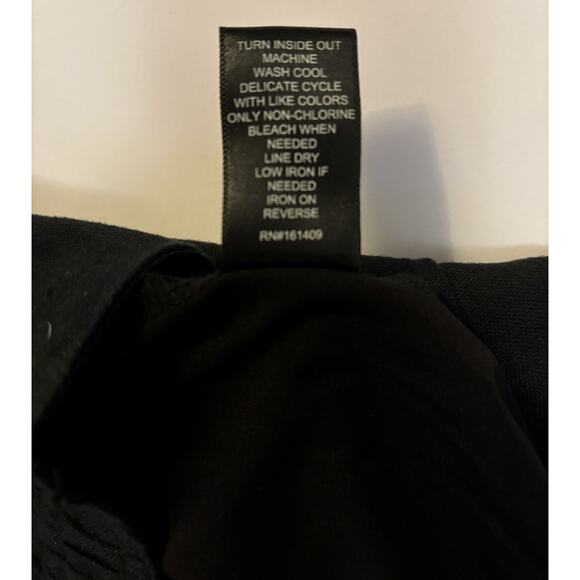 TURN INSIDE OUT
MACHINE
WASH COOL
DELICATE CYCLE
WITH LIKE COLORS
ONLY NON-CHLORINE
BLEACH WHEN
NEEDED
LINE DRY
LOW IRON IF
NEEDED
IRON ON
REVERSE
RN#161409